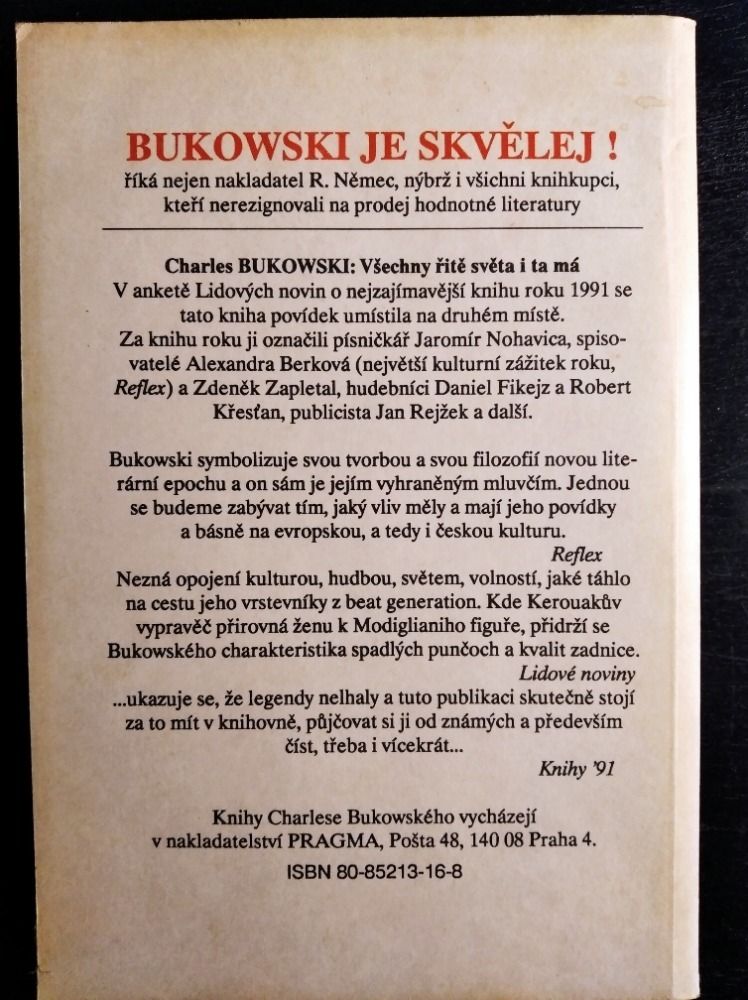 BUKOWSKI JE SKVĚLEJ !
říká nejen nakladatel R. Němec, nýbrž i všichni knihkupci,
kteří nerezignovali na prodej hodnotné literatury
Charles BUKOWSKI: Všechny řitě světa i ta má
V anketě Lidových novin o nejzajímavější knihu roku 1991 se
tato kniha povídek umístila na druhém místě.
Za knihu roku ji označili písničkář Jaromír Nohavica, spiso-
vatelé Alexandra Berková (největší kulturní zážitek roku,
Reflex) a Zdeněk Zapletal, hudebníci Daniel Fikejz a Robert
Křesťan, publicista Jan Rejžek a další.
Bukowski symbolizuje svou tvorbou a svou filozofií novou lite-
rární epochu a on sám je jejím vyhraněným mluvčím. Jednou
se budeme zabývat tím, jaký vliv měly a mají jeho povídky
a básně na evropskou, a tedy i českou kulturu.
Reflex
Nezná opojení kulturou, hudbou, světem, volností, jaké táhlo
na cestu jeho vrstevníky z beat generation. Kde Kerouakův
vypravěč přirovná ženu k Modiglianiho figuře, přidrží se
Bukowského charakteristika spadlých punčoch a kvalit zadnice.
Lidové noviny
...ukazuje se, že legendy nelhaly a tuto publikaci skutečně stojí
za to mít v knihovně, půjčovat si ji od známých a především
číst, třeba i vícekrát...
Knihy '91
Knihy Charlese Bukowského vycházejí
v nakladatelství PRAGMA, Pošta 48, 140 08 Praha 4.
ISBN 80-85213-16-8